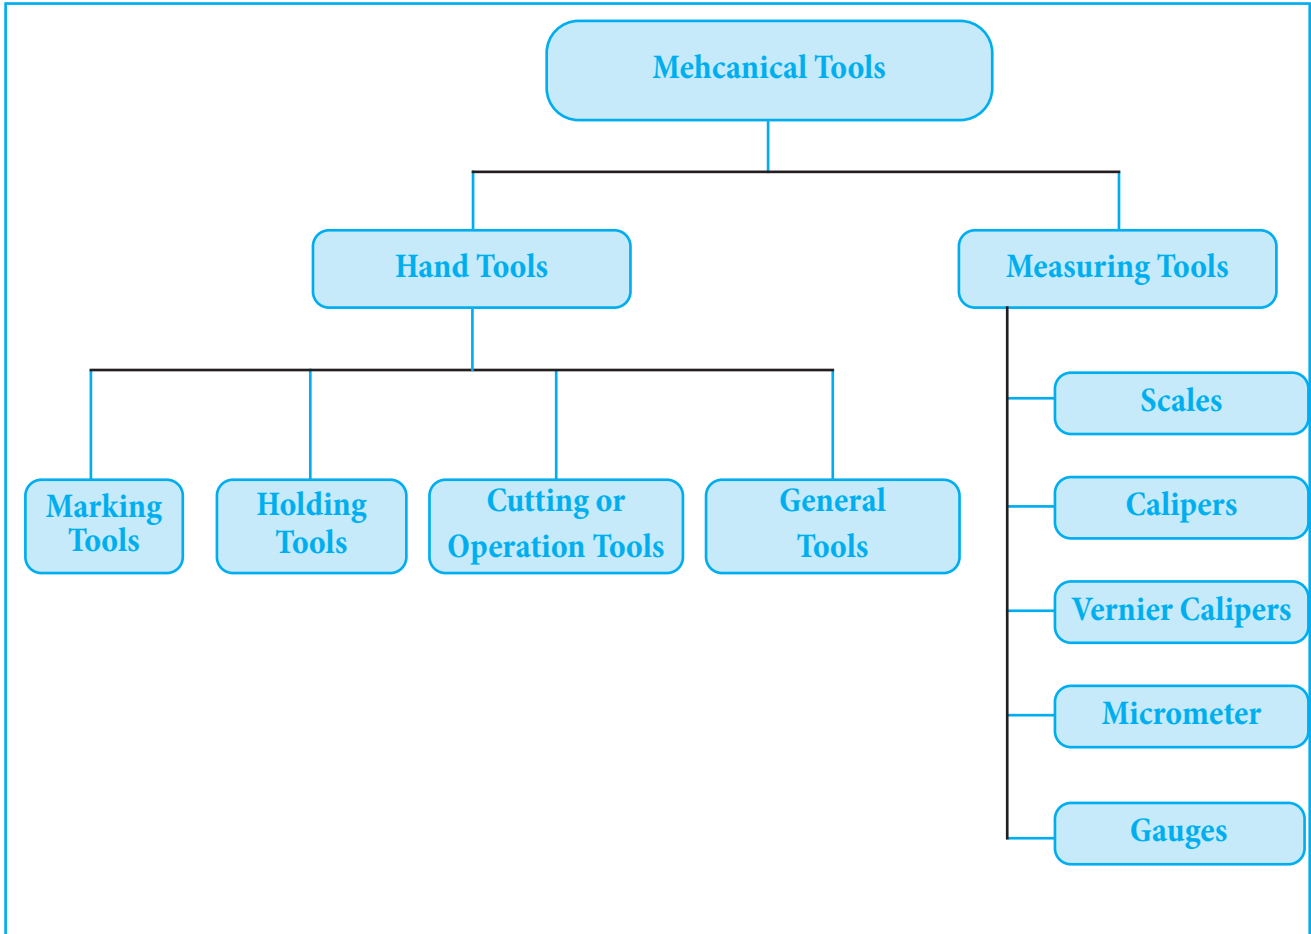 Mehcanical Tools
Hand Tools
Measuring Tools
Marking
Tools
Holding
Tools
Cutting or
Operation Tools
General
Tools
Scales
Calipers
Vernier Calipers
Micrometer
Gauges